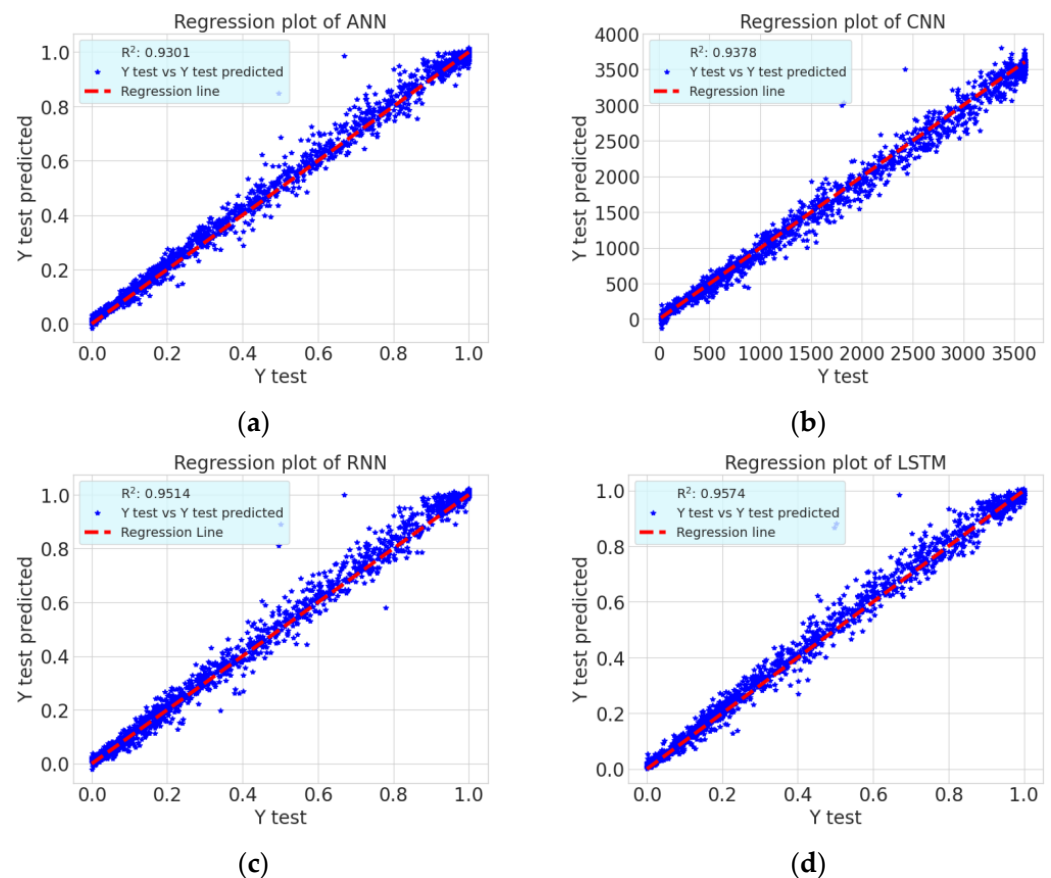 Regression plot of ANN
R²: 0.9301
Y test vs Y test predicted
Regression line
Y test predicted
1.0
0.8
0.6
0.4
0.2
0.0
0.0 0.2 0.4 0.6 0.8 1.0
Y test
(a)
Regression plot of CNN
R²: 0.9378
Y test vs Y test predicted
Regression line
Y test predicted
4000
3500
3000
2500
2000
1500
1000
500
0
0 500 1000 1500 2000 2500 3000 3500
Y test
(b)
Regression plot of RNN
R²: 0.9514
Y test vs Y test predicted
Regression Line
Y test predicted
1.0
0.8
0.6
0.4
0.2
0.0
0.0 0.2 0.4 0.6 0.8 1.0
Y test
(c)
Regression plot of LSTM
R²: 0.9574
Y test vs Y test predicted
Regression line
Y test predicted
1.0
0.8
0.6
0.4
0.2
0.0
0.0 0.2 0.4 0.6 0.8 1.0
Y test
(d)